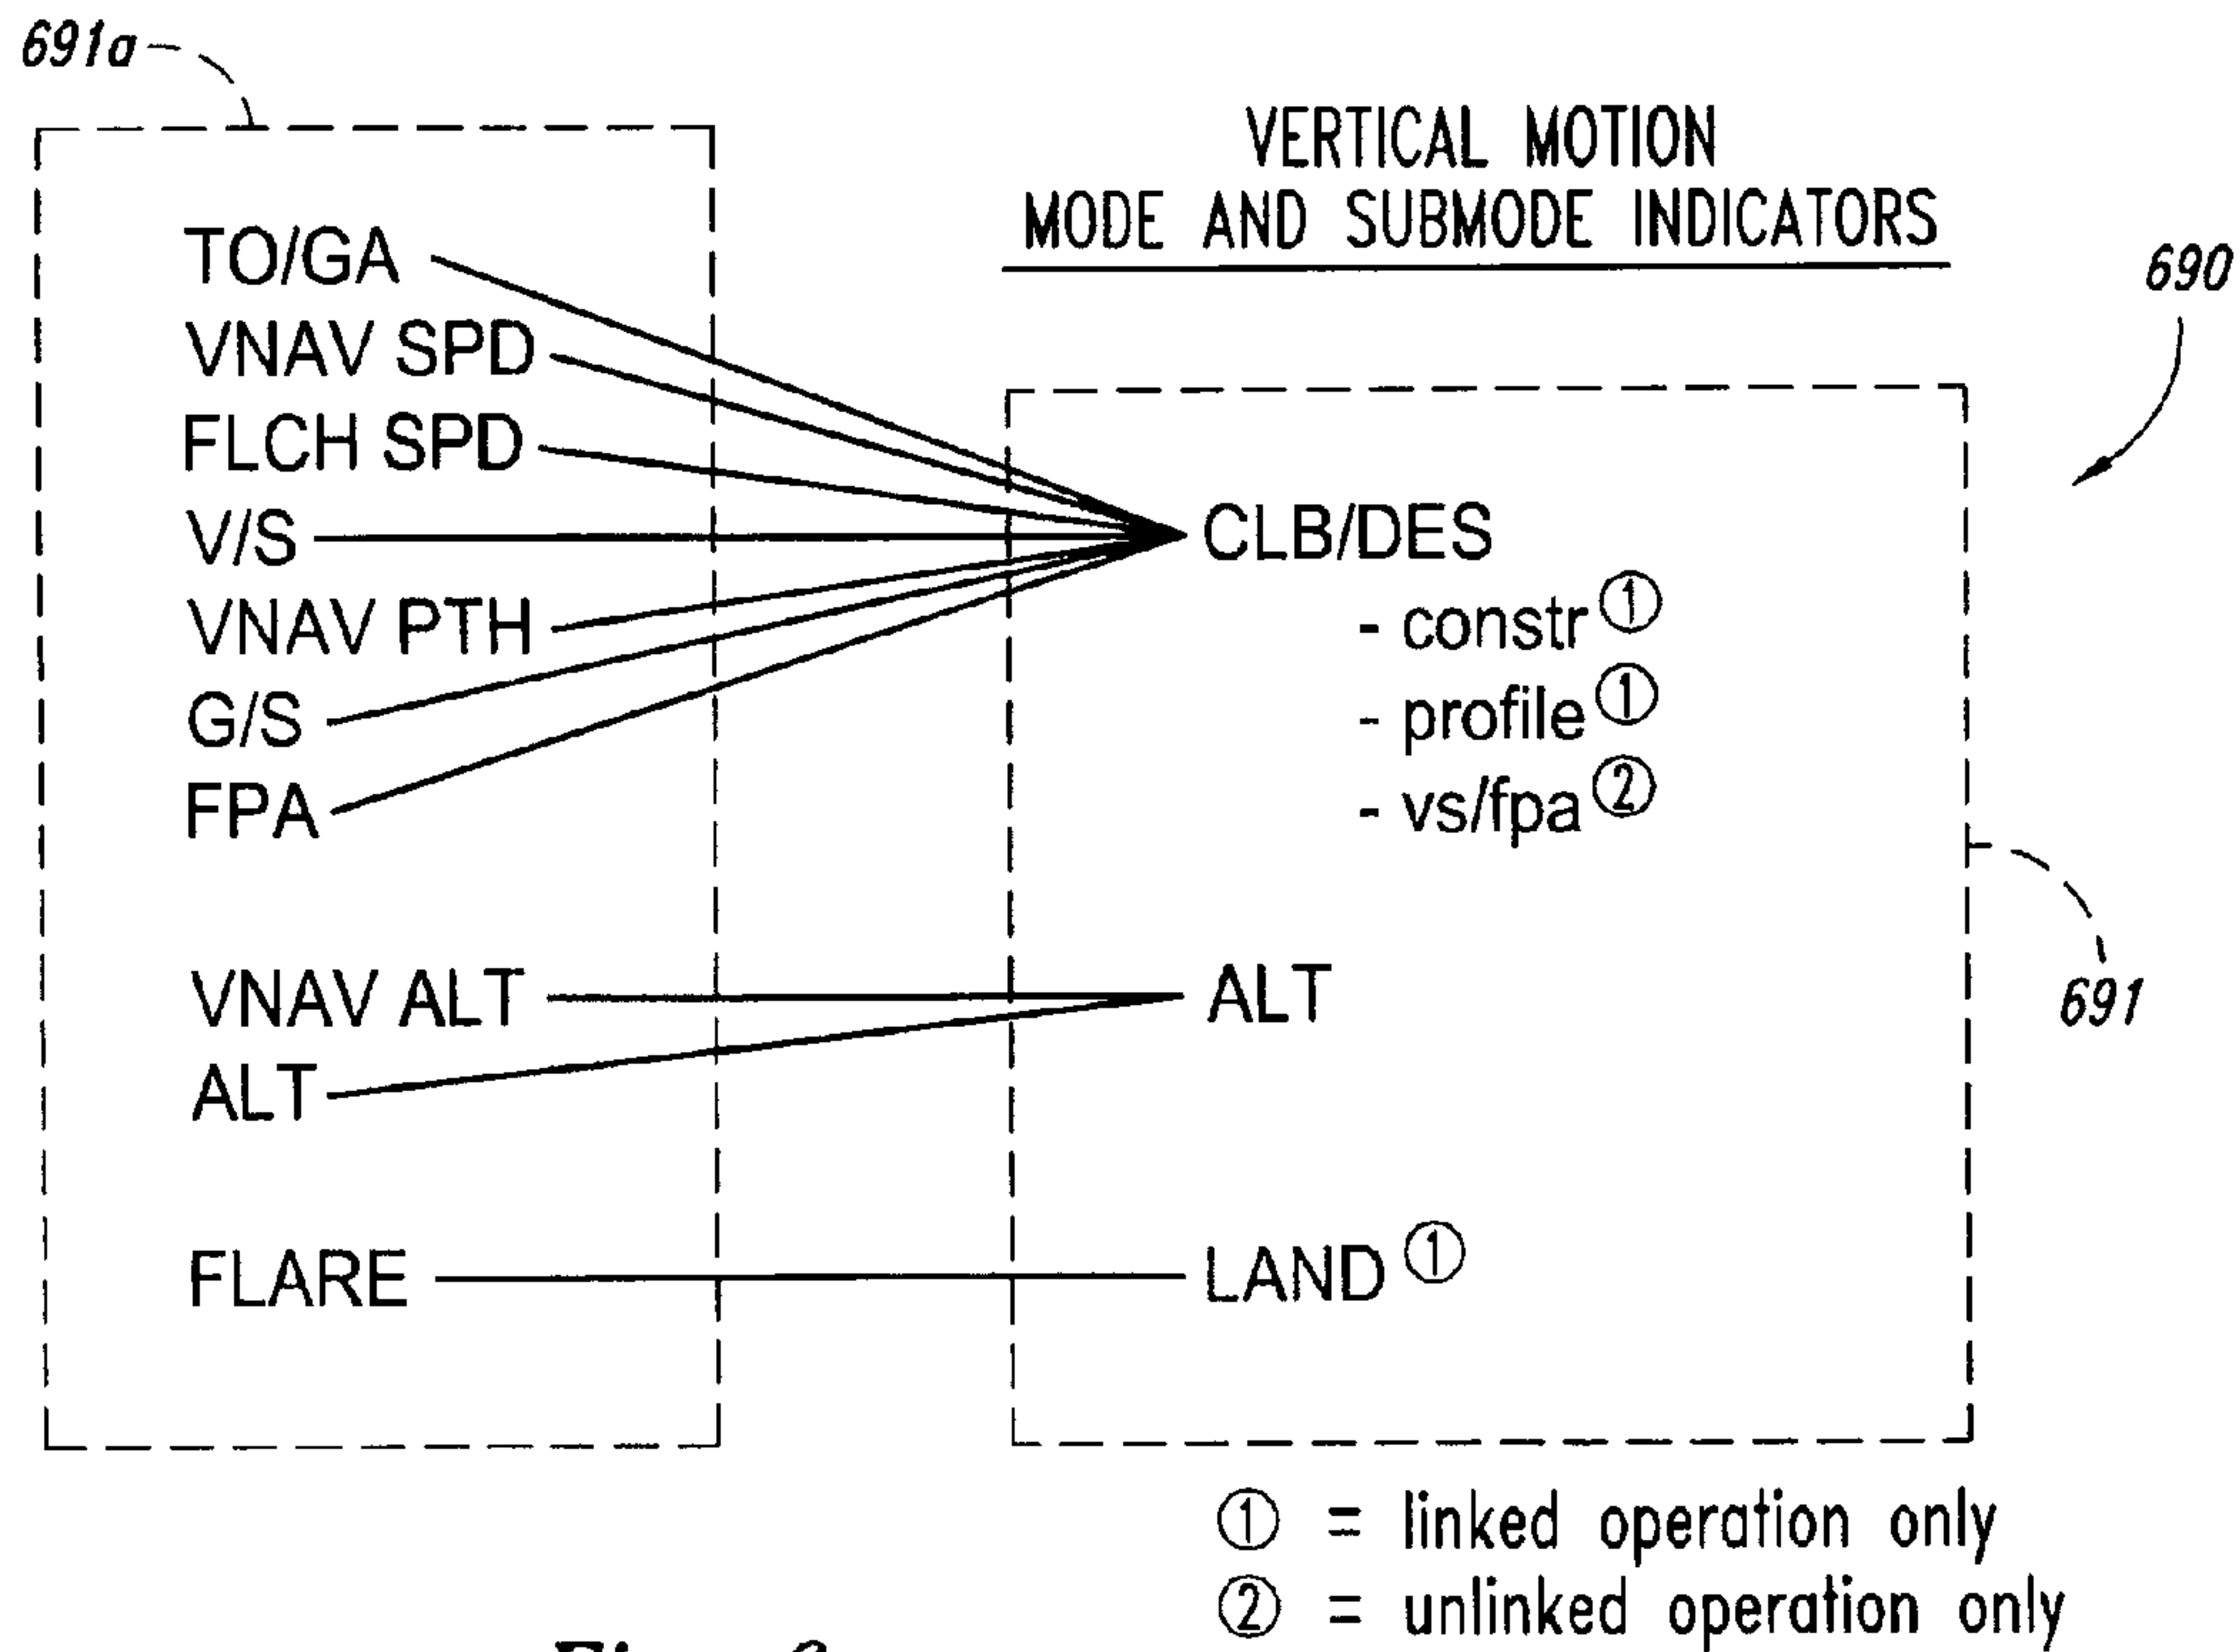 691a
VERTICAL MOTION
MODE AND SUBMODE INDICATORS
690
TO/GA
VNAV SPD
FLCH SPD
V/S
VNAV PTH
G/S
FPA
VNAV ALT
ALT
FLARE
CLB/DES
- constr ①
- profile ①
- vs/fpa ②
ALT
LAND ①
691
① = linked operation only
② = unlinked operation only